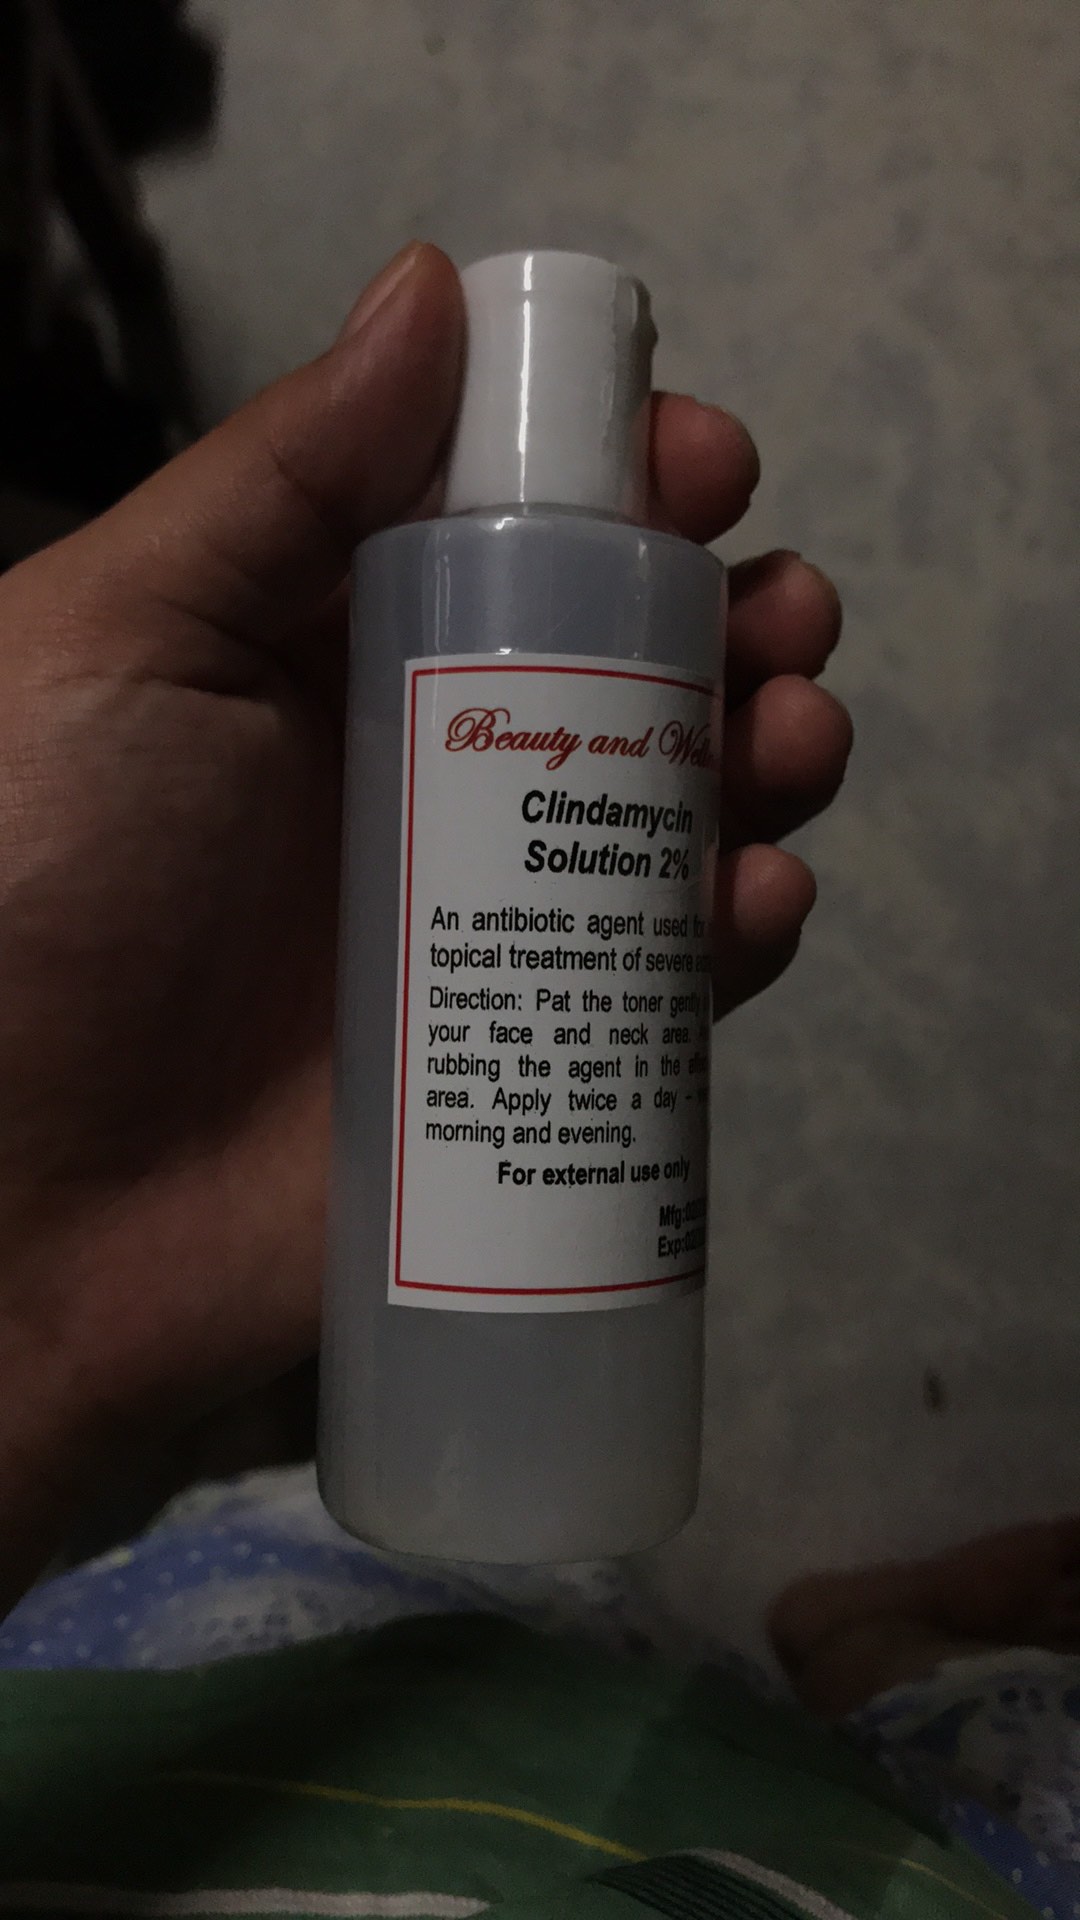 Beauty and
Clindamycin
Solution 2%
An antibiotic agent used for
topical treatment of severe
Direction: Pat the toner gently
your face and neck area.
rubbing the agent in the
area. Apply twice a day -
morning and evening.
For external use only
Mfg:
Exp: